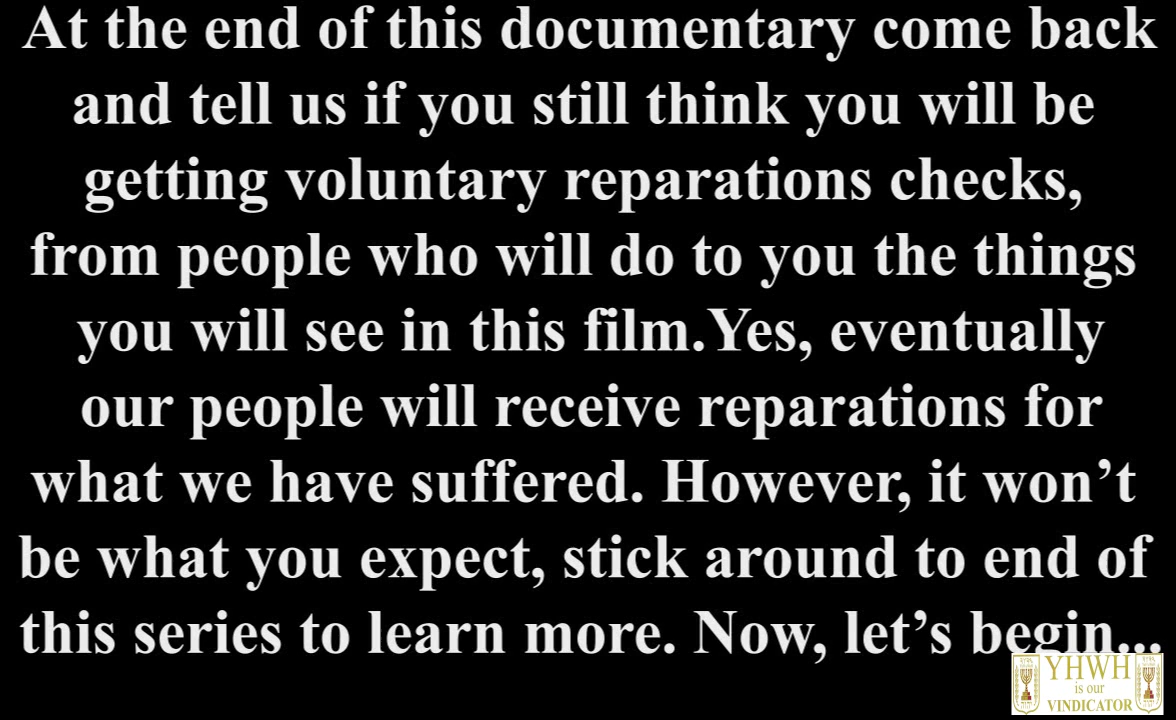 At the end of this documentary come back
and tell us if you still think you will be
getting voluntary reparations checks,
from people who will do to you the things
you will see in this film.Yes, eventually
our people will receive reparations for
what we have suffered. However, it won’t
be what you expect, stick around to end of
this series to learn more. Now, let’s begin...
YHWH
is our
VINDICATOR